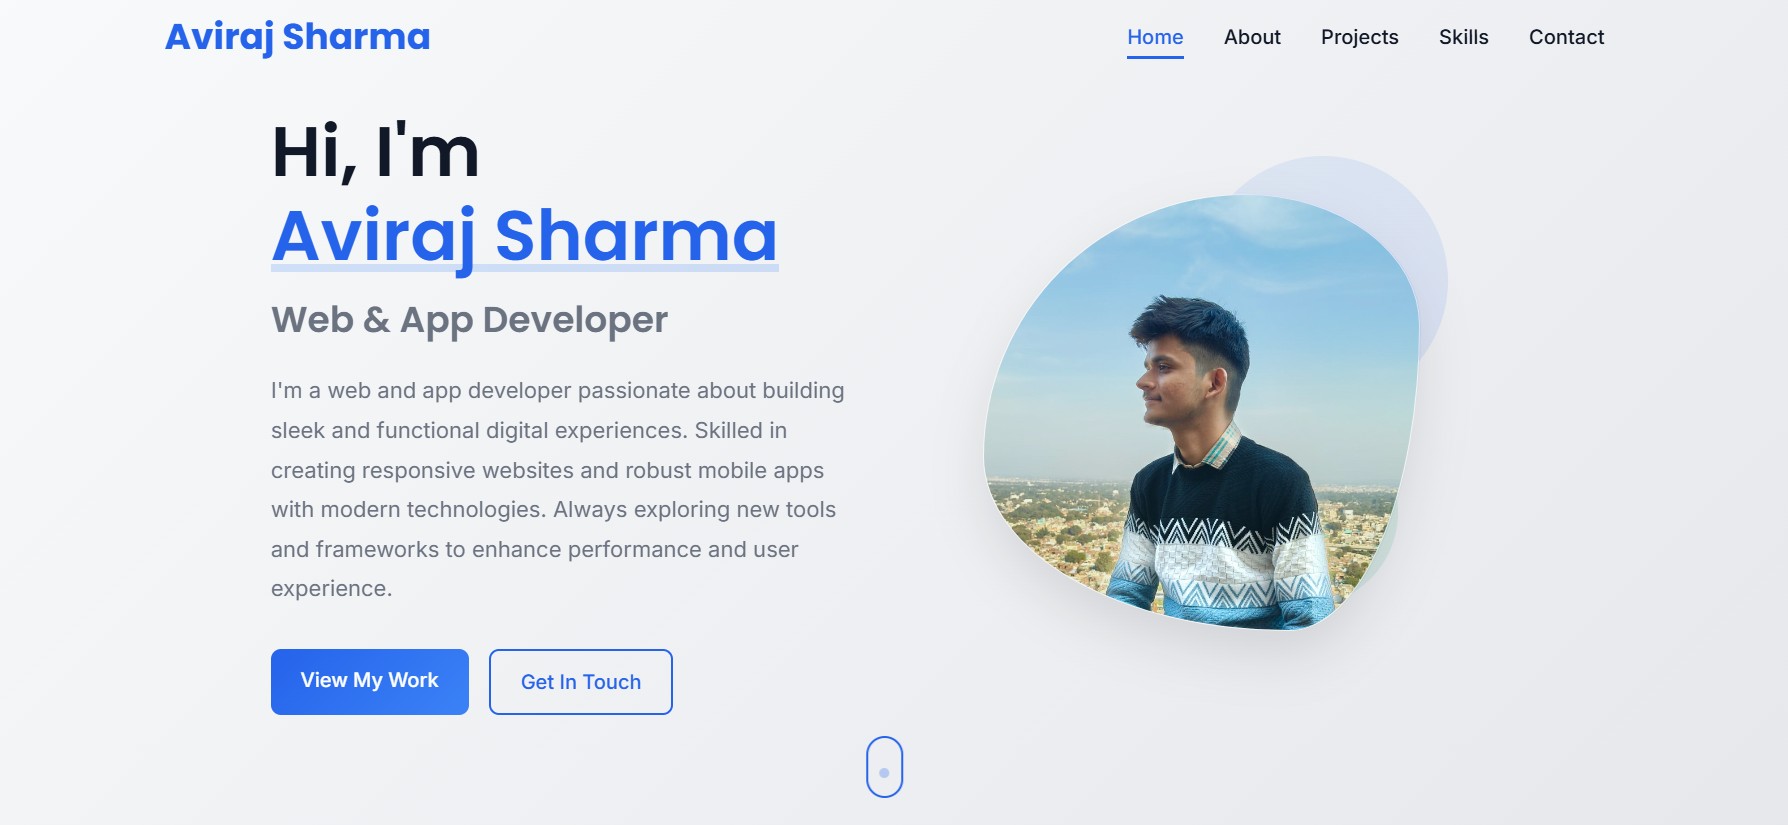 Aviraj Sharma
Home About Projects Skills Contact
Hi, I'm
Aviraj Sharma
Web & App Developer
I'm a web and app developer passionate about building
sleek and functional digital experiences. Skilled in
creating responsive websites and robust mobile apps
with modern technologies. Always exploring new tools
and frameworks to enhance performance and user
experience.
View My Work
Get In Touch